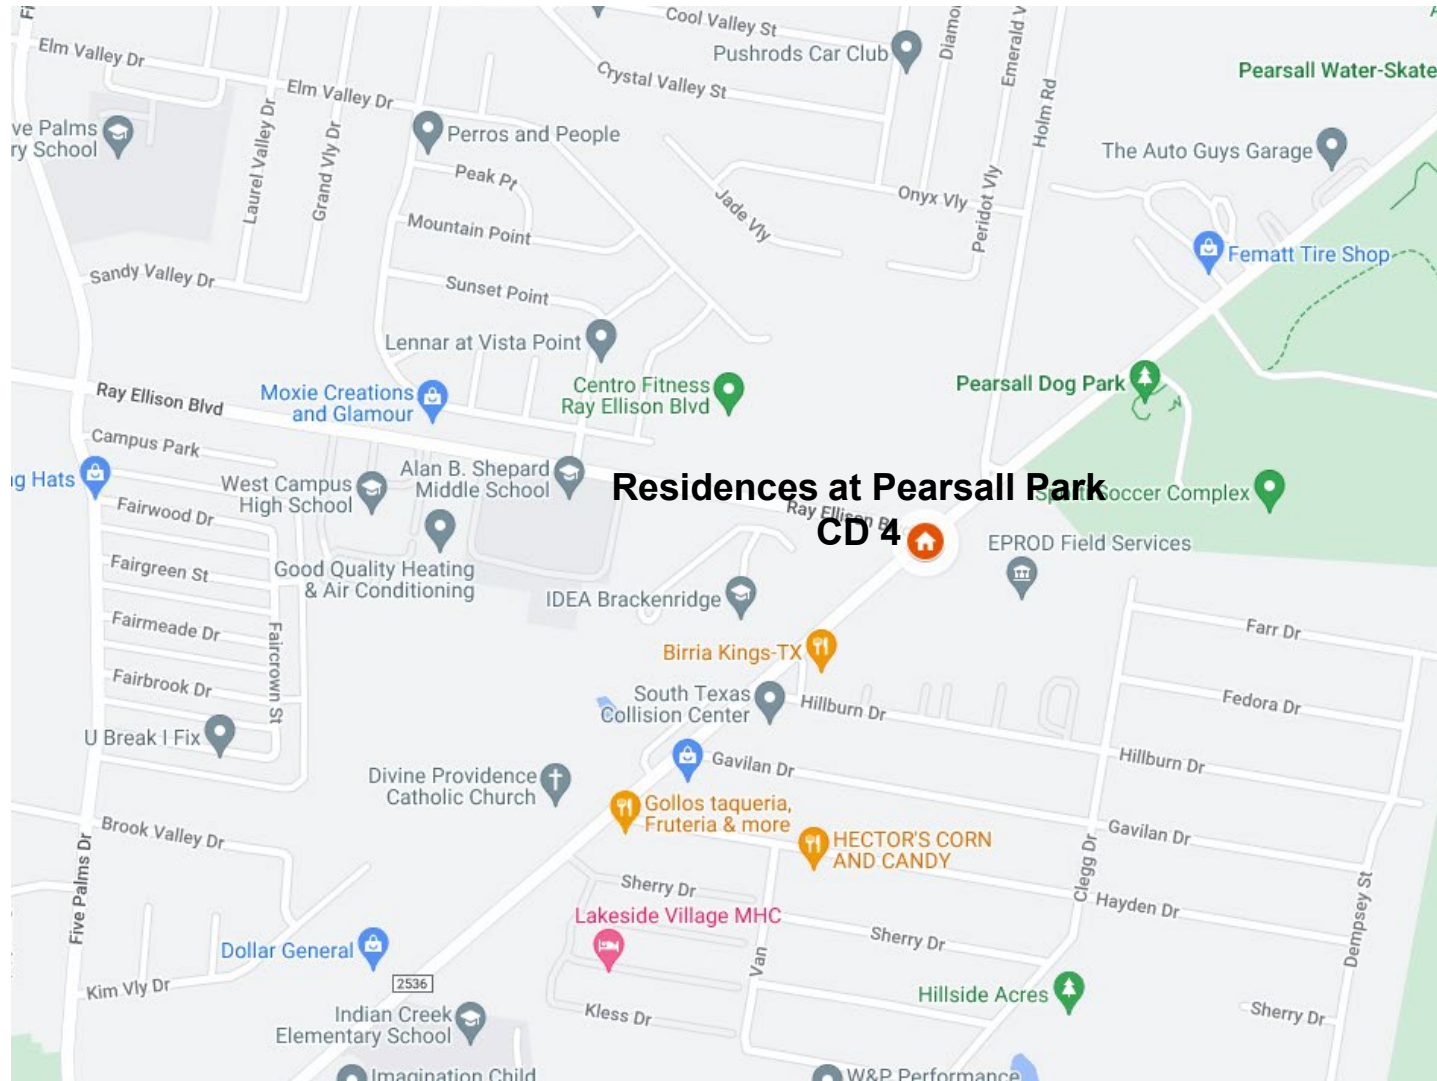 Cool Valley St
Pushrods Car Club
Emerald V
Elm Valley Dr
Crystal Valley St
Pearsall Water-Skate
Elm Valley Dr
Holm Rd
ve Palms
ry School
Perros and People
The Auto Guys Garage
Laurel Valley Dr
Grand Vly Dr
Peak Pt
Jade Vly
Onyx Vly
Peridot Vly
Mountain Point
Fematt Tire Shop
Sandy Valley Dr
Sunset Point
Lennar at Vista Point
Ray Ellison Blvd
Moxie Creations
and Glamour
Centro Fitness
Ray Ellison Blvd
Pearsall Dog Park
Campus Park
g Hats
West Campus
High School
Alan B. Shepard
Middle School
Residences at Pearsall Park
CD 4
Soccer Complex
Ray Ellison B
Fairwood Dr
Good Quality Heating
& Air Conditioning
EPROD Field Services
Fairgreen St
IDEA Brackenridge
Fairmeade Dr
Faircrown St
Birria Kings-TX
Farr Dr
Fairbrook Dr
South Texas
Collision Center
Hillburn Dr
Fedora Dr
U Break I Fix
Gavilan Dr
Hillburn Dr
Divine Providence
Catholic Church
Gollos taqueria,
Fruteria & more
Gavilan Dr
Brook Valley Dr
HECTOR'S CORN
AND CANDY
Clegg Dr
Five Palms Dr
Sherry Dr
Hayden Dr
Dempsey St
Lakeside Village MHC
Sherry Dr
Dollar General
Van
2536
Kim Vly Dr
Hillside Acres
Indian Creek
Elementary School
Kless Dr
Sherry Dr
Imagination Child
W&P Performance